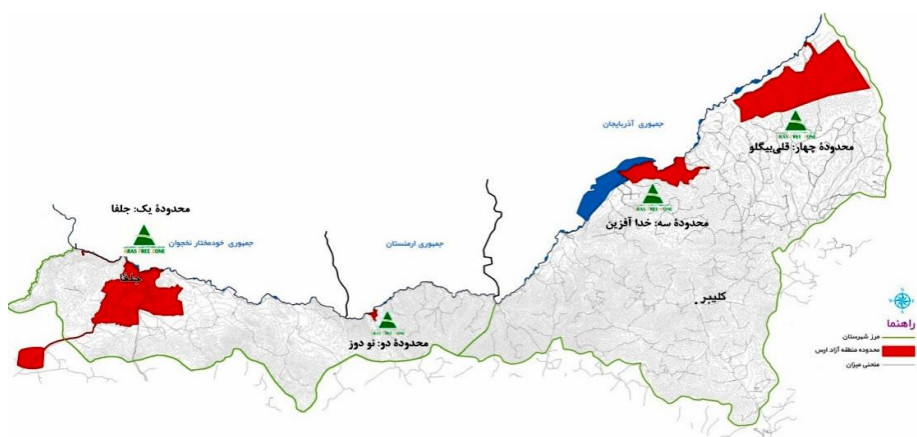 جمهوری آذربایجان
محدودهٔ چهار: قلی‌بیگلو
محدودهٔ سه: خدا آفرین
محدودهٔ یک: جلفا
جمهوری خودمختار نخجوان
جمهوری ارمنستان
جلفا
کلیبر
محدودهٔ دو: نو دوز
راهنما
مرز شهرستان
محدوده منطقه آزاد ارس
منحنی میزان